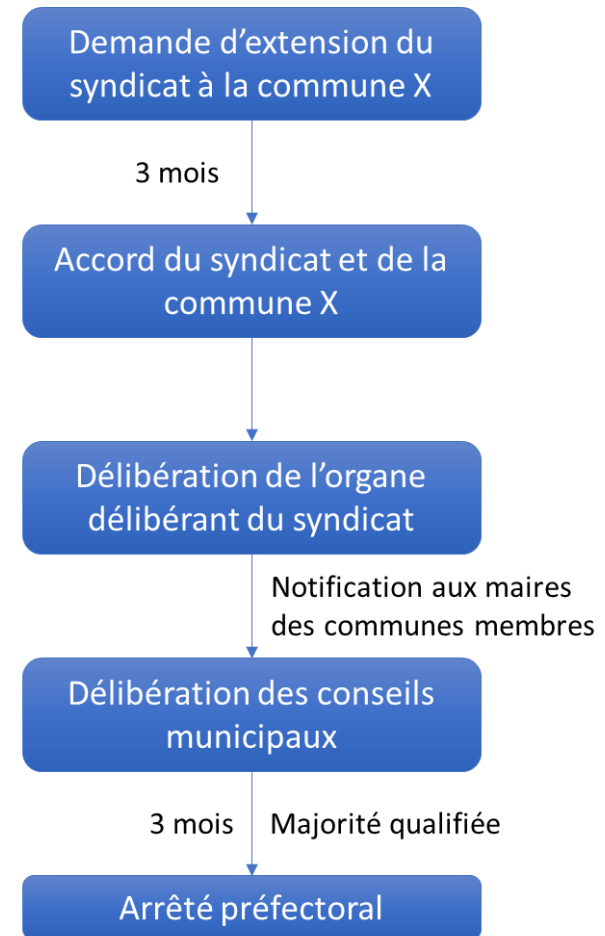 Demande d’extension du
syndicat à la commune X
3 mois
Accord du syndicat et de la
commune X
Délibération de l’organe
délibérant du syndicat
Notification aux maires
des communes membres
Délibération des conseils
municipaux
3 mois
Majorité qualifiée
Arrêté préfectoral